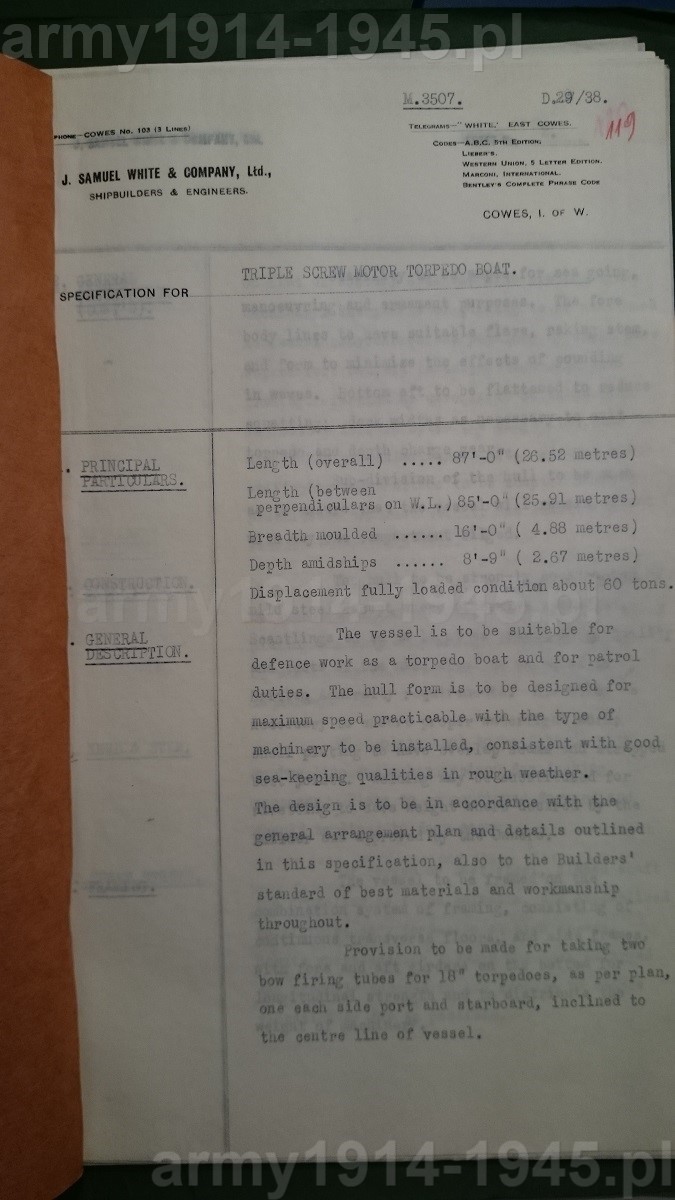 army1914-1945.pl
M.3507. D.29/38.
119
PHONE—COWES No. 103 (3 LINES)
TELEGRAMS—"WHITE," EAST COWES.
CODES—A.B.C. 5TH EDITION.
LIEBER'S.
WESTERN UNION, 5 LETTER EDITION.
MARCONI, INTERNATIONAL.
BENTLEY'S COMPLETE PHRASE CODE
J. SAMUEL WHITE & COMPANY, Ltd.,
SHIPBUILDERS & ENGINEERS.
COWES, I. OF W.
SPECIFICATION FOR TRIPLE SCREW MOTOR TORPEDO BOAT.
. PRINCIPAL
PARTICULARS.
Length (overall) ..... 87'-0" (26.52 metres)
Length (between
perpendiculars on W.L.) 85'-0" (25.91 metres)
Breadth moulded ...... 16'-0" ( 4.88 metres)
Depth amidships ...... 8'-9" ( 2.67 metres)
Displacement fully loaded condition about 60 tons.
army1914-1945.pl
. GENERAL
DESCRIPTION.
The vessel is to be suitable for
defence work as a torpedo boat and for patrol
duties. The hull form is to be designed for
maximum speed practicable with the type of
machinery to be installed, consistent with good
sea-keeping qualities in rough weather.
The design is to be in accordance with the
general arrangement plan and details outlined
in this specification, also to the Builders'
standard of best materials and workmanship
throughout.
Provision to be made for taking two
bow firing tubes for 18" torpedoes, as per plan,
one each side port and starboard, inclined to
the centre line of vessel.
army1914-1945.pl